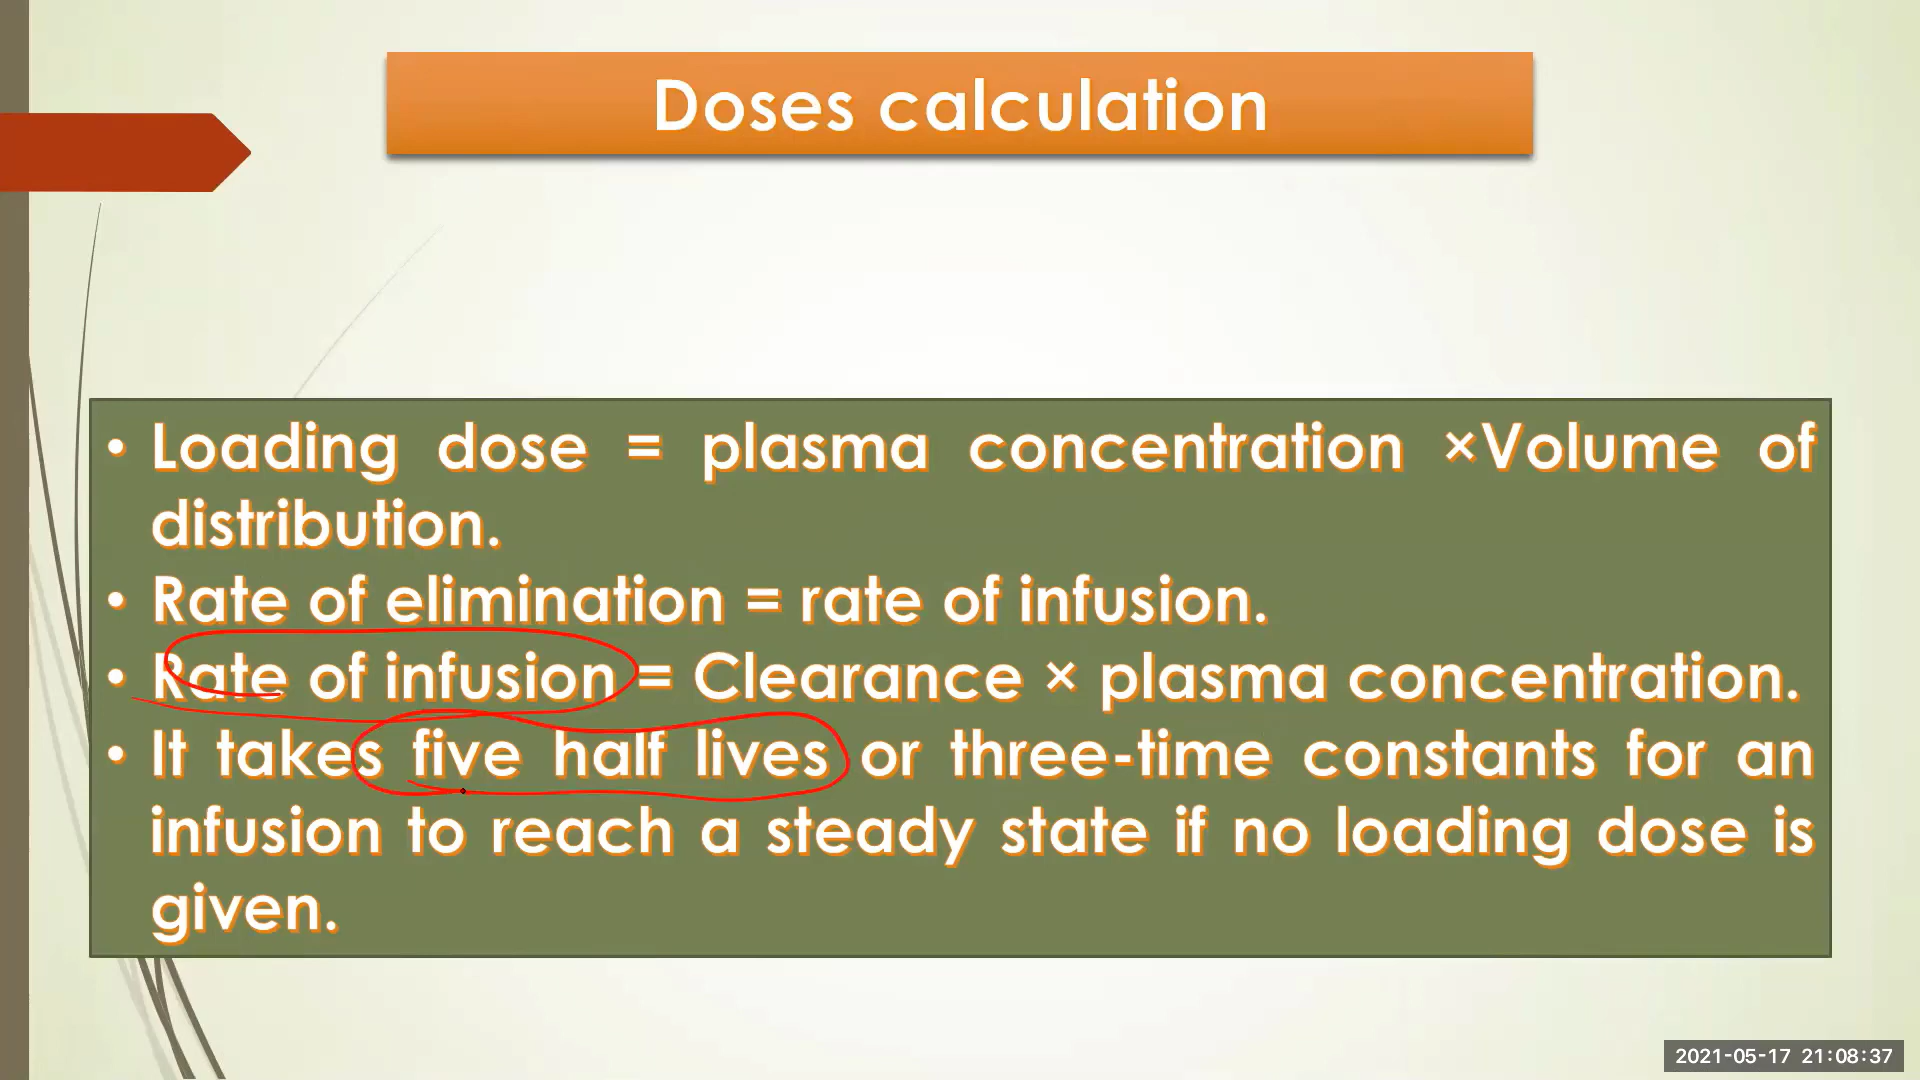 Doses calculation
• Loading dose = plasma concentration ×Volume of
distribution.
• Rate of elimination = rate of infusion.
• Rate of infusion = Clearance × plasma concentration.
• It takes five half lives or three-time constants for an
infusion to reach a steady state if no loading dose is
given.
2021-05-17 21:08:37